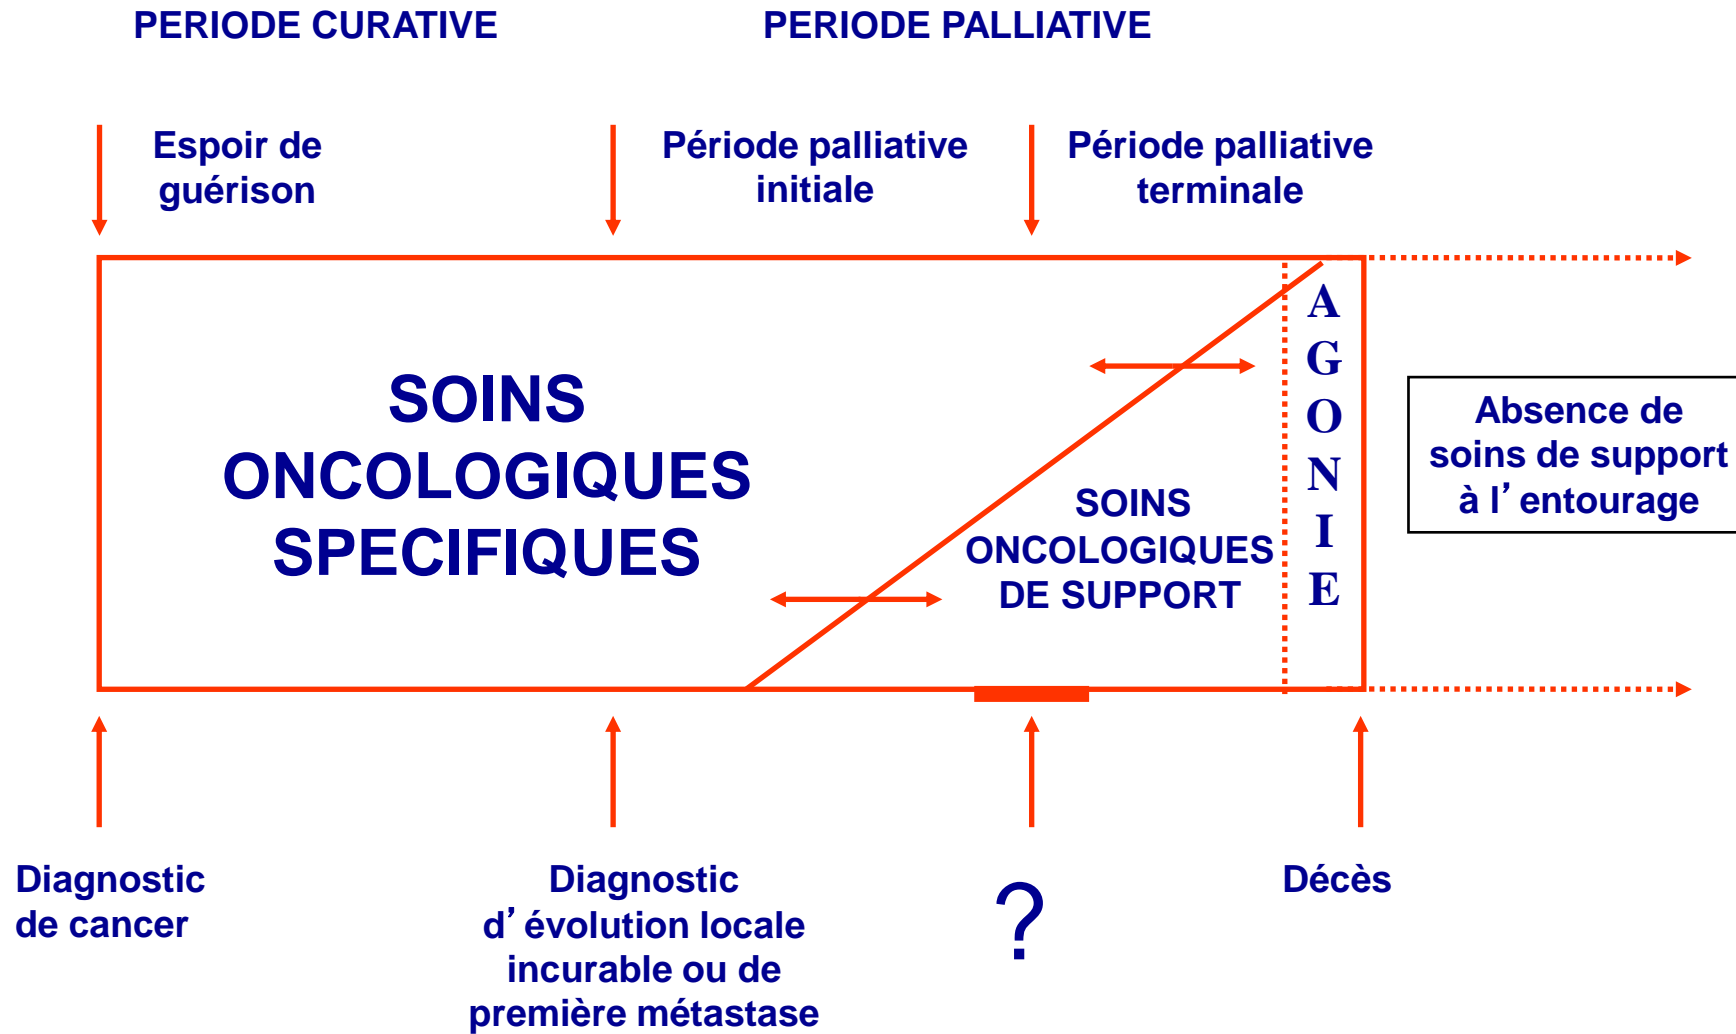 PERIODE CURATIVE
PERIODE PALLIATIVE
Espoir de
guérison
Période palliative
initiale
Période palliative
terminale
SOINS
ONCOLOGIQUES
SPECIFIQUES
SOINS
ONCOLOGIQUES
DE SUPPORT
A
G
O
N
I
E
Absence de
soins de support
à l’entourage
Diagnostic
de cancer
Diagnostic
d’évolution locale
incurable ou de
première métastase
?
Décès